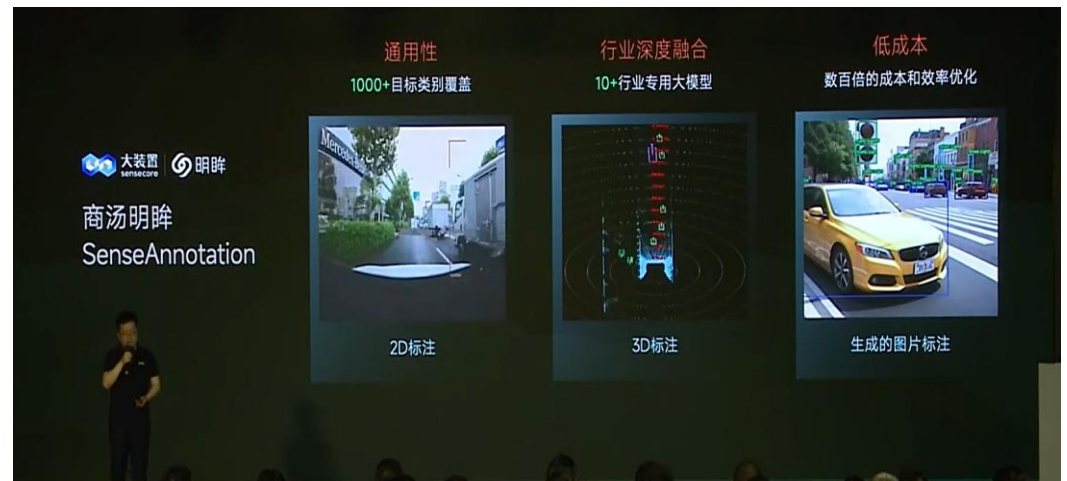 大装置
sensecore
明眸
商汤明眸
SenseAnnotation
通用性
1000+目标类别覆盖
2D标注
行业深度融合
10+行业专用大模型
3D标注
低成本
数百倍的成本和效率优化
生成的图片标注